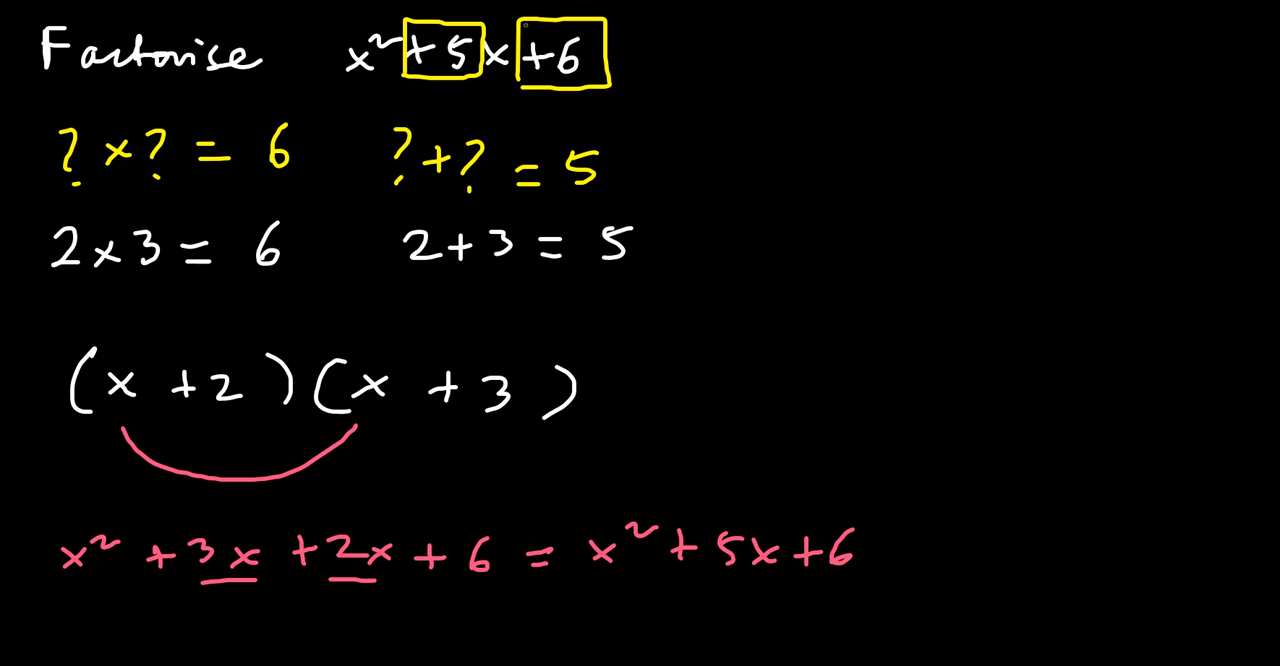 Factorise x² + 5x + 6
? × ? = 6 ? + ? = 5
2 × 3 = 6 2 + 3 = 5
(x + 2)(x + 3)
x² + 3x + 2x + 6 = x² + 5x + 6